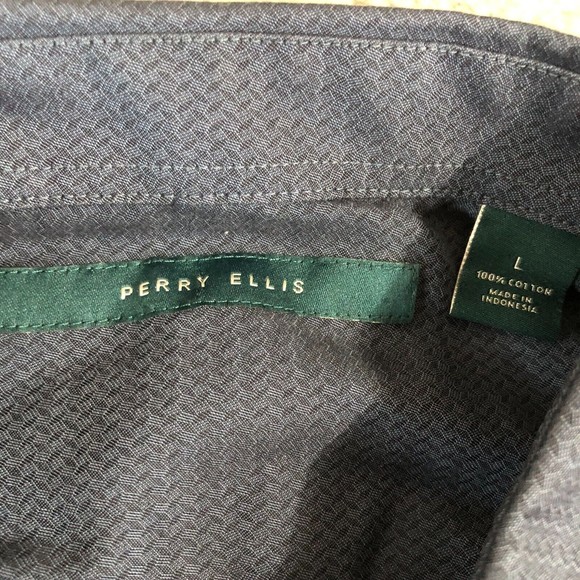 PERRY ELLIS
L
100% COTTON
MADE IN
INDONESIA